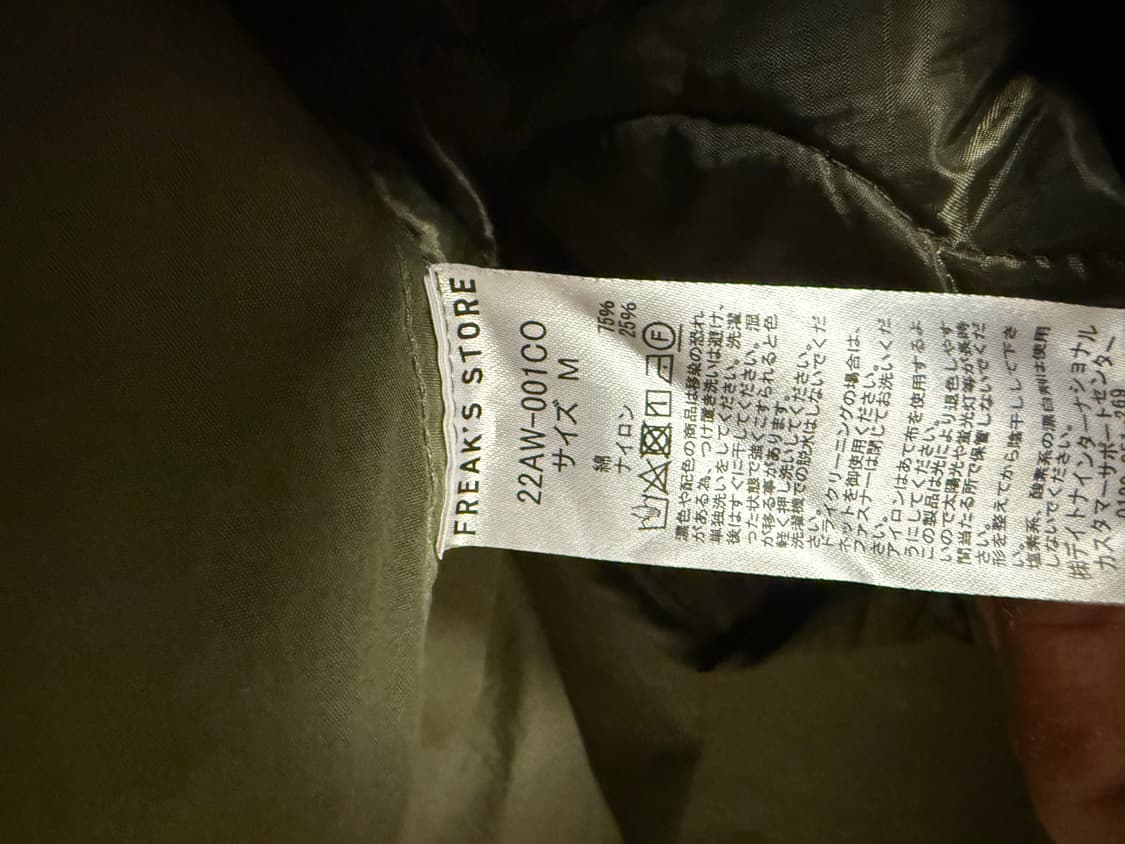 FREAK'S STORE
22AW-001CO
サイズ M
綿 75%
ナイロン 25%
濃色や配色の商品は移染の恐れ
がある為、つけ置き洗いは避け、
単独洗いをしてください。洗濯
後はすぐに干してください。湿
った状態で強くこすられると色
が移る事があります。
軽く押し洗いしてください。
洗濯機での脱水はしないでくだ
さい。
ドライクリーニングの場合は、
ネットを御使用ください。
ファスナーは閉じてお洗いくだ
さい。
アイロンはあて布を使用するよ
うにしてください。
この製品は光により退色しやす
いので太陽光や蛍光灯等が長時
間当たる所で保管しないでくだ
さい。
形を整えてから陰干しして下さ
い。
塩素系、酸素系の漂白剤は使用
しないでください。
㈱デイトナインターナショナル
カスタマーサポートセンター